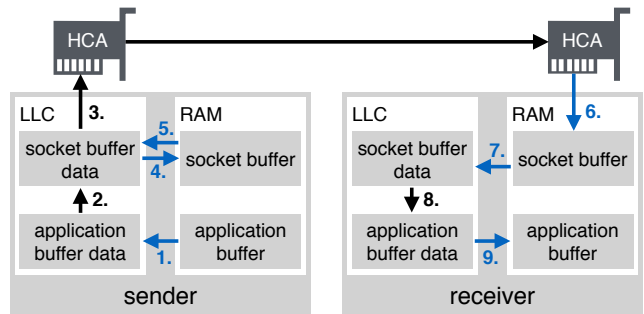 HCA
HCA
3.
6.
LLC
RAM
socket buffer
data
5.
4.
socket buffer
2.
application
buffer data
1.
application
buffer
sender
LLC
RAM
socket buffer
data
7.
socket buffer
8.
application
buffer data
9.
application
buffer
receiver